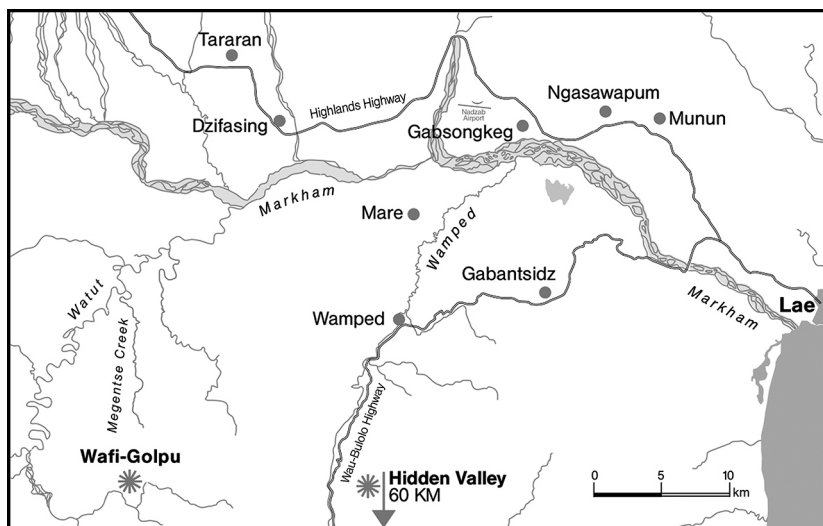 Tararan
Highlands Highway
Ngasawapum
Nadzab
Airport
Dzifasing
Gabsongkeg
Munun
Markham
Mare
Wamped
Watut
Gabantsidz
Markham
Lae
Wamped
Megentse Creek
Wau-Bulolo Highway
Wafi-Golpu
Hidden Valley
60 KM
0 5 10
km